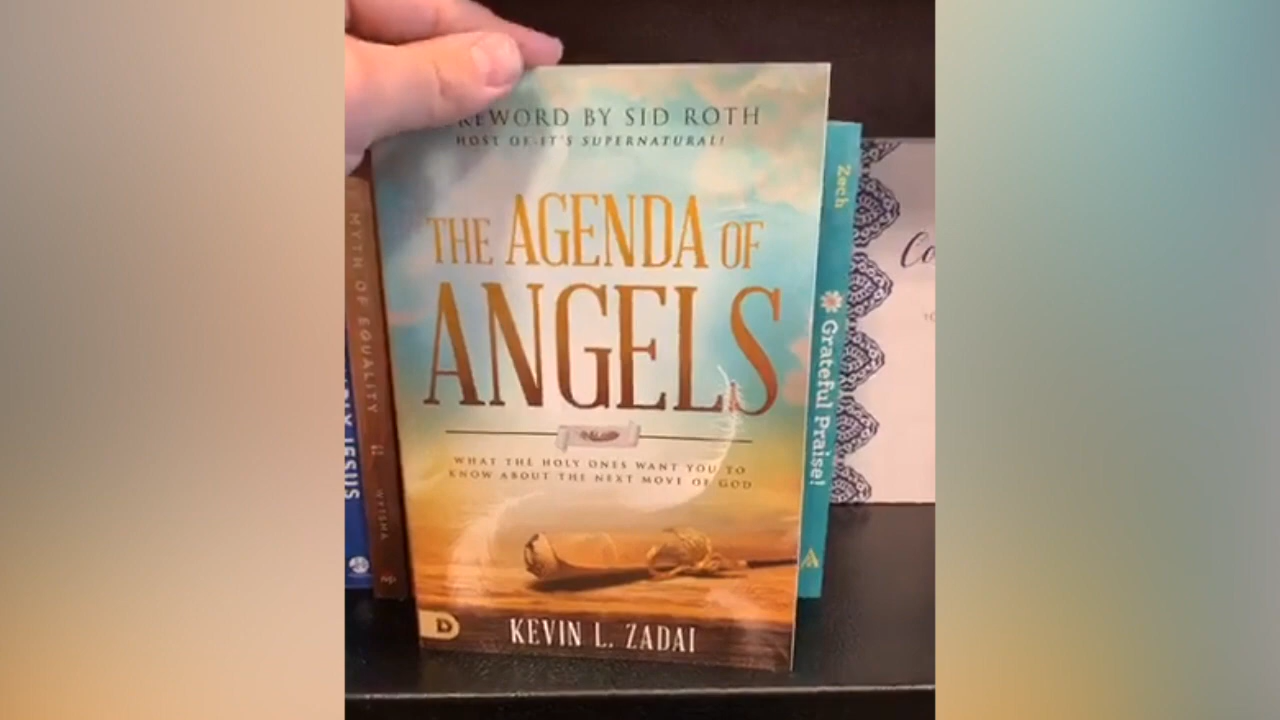 REWORD BY SID ROTH
HOST OF IT'S SUPERNATURAL!
THE AGENDA OF
ANGELS
WHAT THE HOLY ONES WANT YOU TO
KNOW ABOUT THE NEXT MOVE OF GOD
KEVIN L. ZADAI
MYTH OF EQUALITY
JESUS
Zech
Grateful Praise!
Co